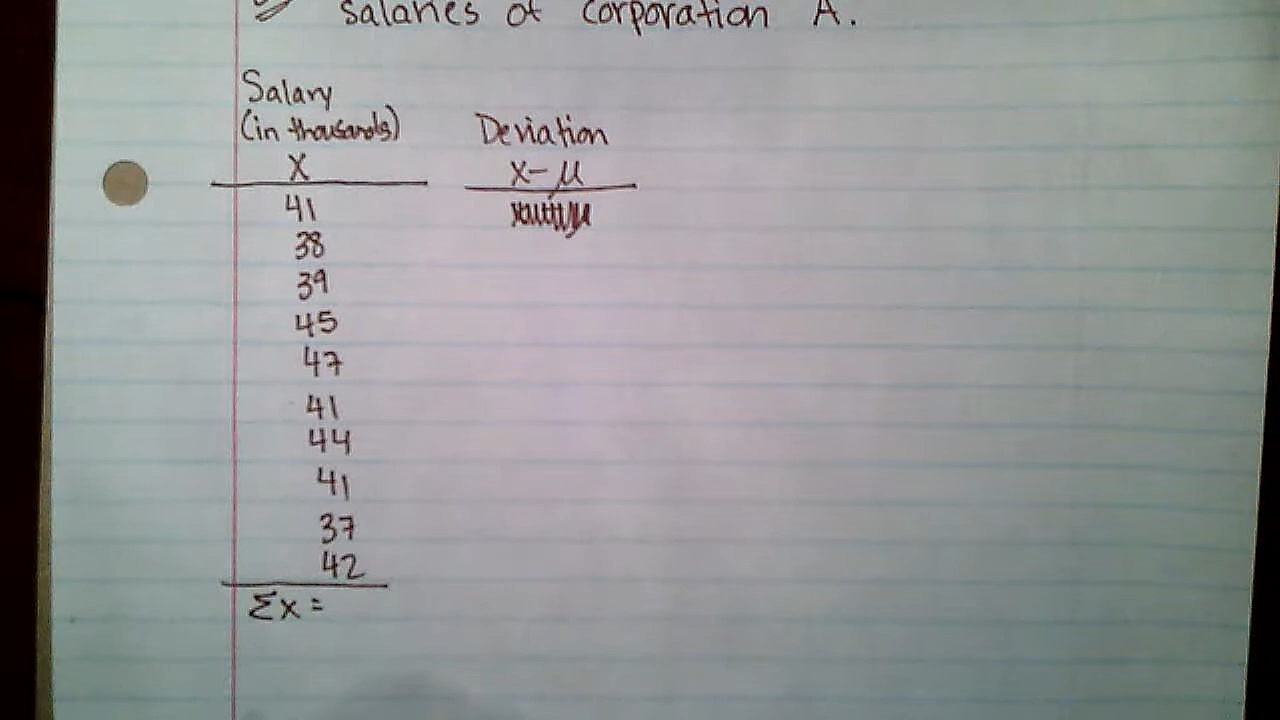 Salaries of Corporation A.
Salary
(in thousands) Deviation
X X-μ
41
38
39
45
47
41
44
41
37
42
Σx =